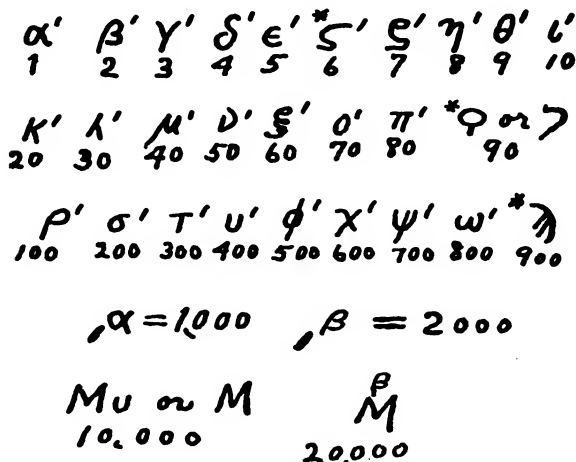 α′ β′ γ′ δ′ ϵ′ *ϛ′ ξ′ η′ θ′ ι′
1 2 3 4 5 6 7 8 9 10
κ′ λ′ μ′ ν′ ξ′ ο′ π′ *Ϙ or
20 30 40 50 60 70 80 90
ρ′ σ′ τ′ υ′ ϕ′ χ′ ψ′ ω′ *ϡ
100 200 300 400 500 600 700 800 900
͵α = 1,000 ͵β = 2000
Μυ or Μ β Μ
10,000 20,000